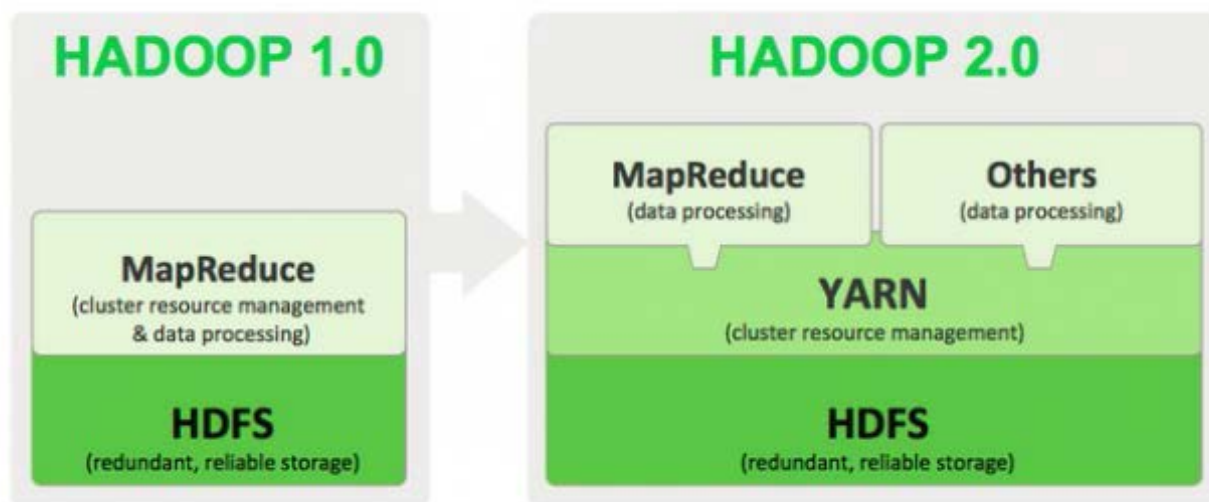 HADOOP 1.0
MapReduce
(cluster resource management
& data processing)
HDFS
(redundant, reliable storage)
HADOOP 2.0
MapReduce
(data processing)
Others
(data processing)
YARN
(cluster resource management)
HDFS
(redundant, reliable storage)